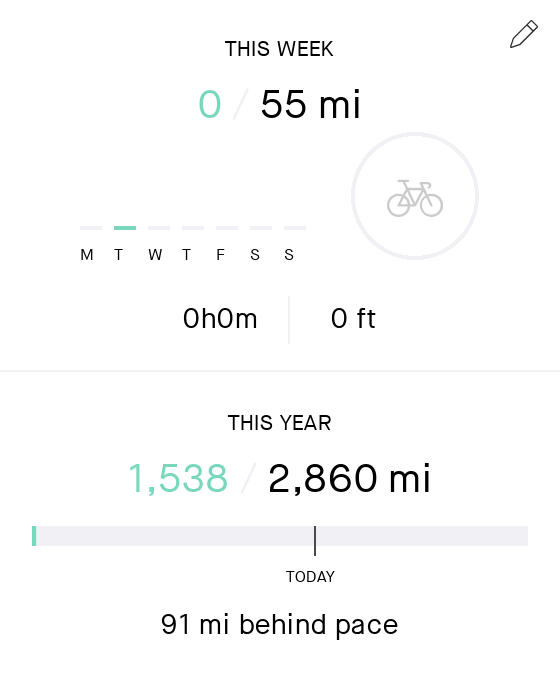 THIS WEEK
0 / 55 mi
M T W T F S S
0h0m 0 ft
THIS YEAR
1,538 / 2,860 mi
TODAY
91 mi behind pace